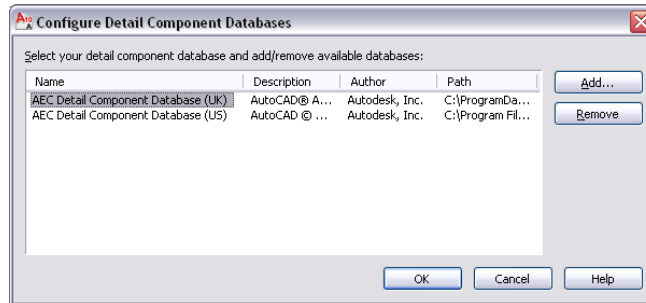 Configure Detail Component Databases
Select your detail component database and add/remove available databases:
Name Description Author Path
AEC Detail Component Database (UK) AutoCAD® A... Autodesk, Inc. C:\ProgramDa...
AEC Detail Component Database (US) AutoCAD © ... Autodesk, Inc. C:\Program Fil...
Add...
Remove
OK Cancel Help